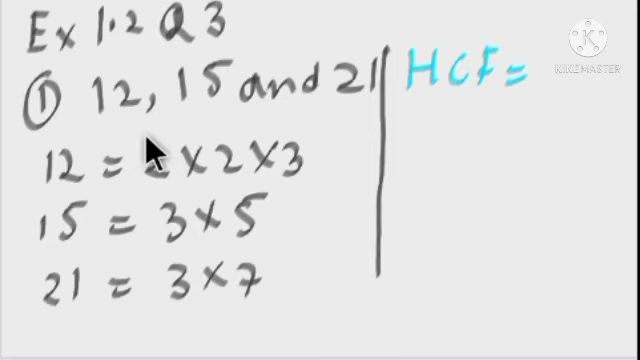 Ex 1.2 Q 3
① 12, 15 and 21
12 = 2 × 2 × 3
15 = 3 × 5
21 = 3 × 7
HCF =
KINEMASTER